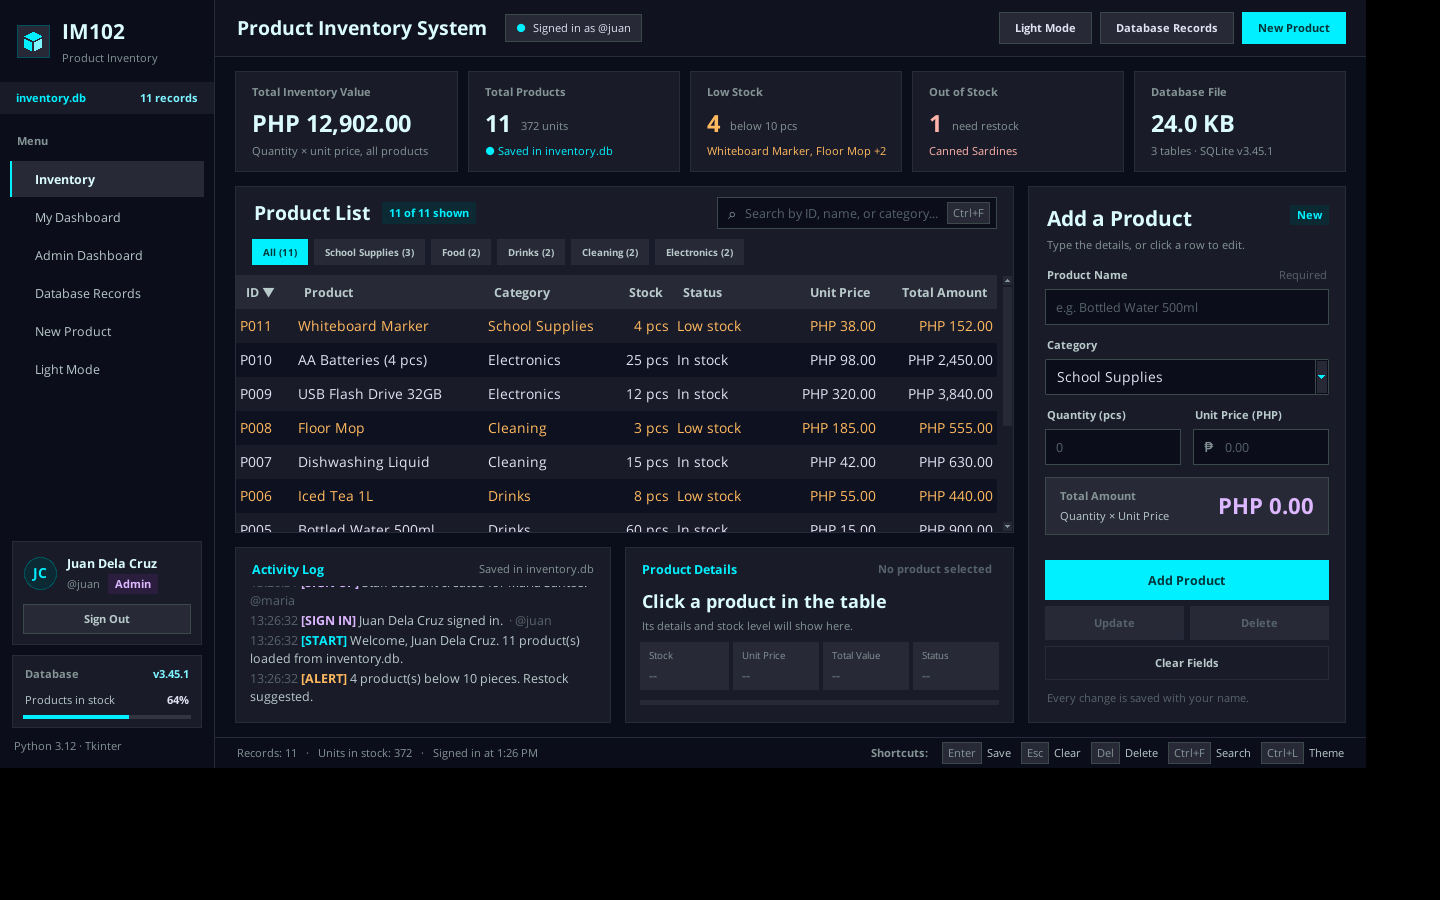 IM102
Product Inventory
inventory.db 11 records
Menu
Inventory
My Dashboard
Admin Dashboard
Database Records
New Product
Light Mode
JC
Juan Dela Cruz
@juan Admin
Sign Out
Database v3.45.1
Products in stock 64%
Python 3.12 · Tkinter
Product Inventory System
Signed in as @juan
Light Mode
Database Records
New Product
Total Inventory Value
PHP 12,902.00
Quantity × unit price, all products
Total Products
11 372 units
Saved in inventory.db
Low Stock
4 below 10 pcs
Whiteboard Marker, Floor Mop +2
Out of Stock
1 need restock
Canned Sardines
Database File
24.0 KB
3 tables · SQLite v3.45.1
Product List 11 of 11 shown
Search by ID, name, or category... Ctrl+F
All (11) School Supplies (3) Food (2) Drinks (2) Cleaning (2) Electronics (2)
ID ▼ Product Category Stock Status Unit Price Total Amount
P011 Whiteboard Marker School Supplies 4 pcs Low stock PHP 38.00 PHP 152.00
P010 AA Batteries (4 pcs) Electronics 25 pcs In stock PHP 98.00 PHP 2,450.00
P009 USB Flash Drive 32GB Electronics 12 pcs In stock PHP 320.00 PHP 3,840.00
P008 Floor Mop Cleaning 3 pcs Low stock PHP 185.00 PHP 555.00
P007 Dishwashing Liquid Cleaning 15 pcs In stock PHP 42.00 PHP 630.00
P006 Iced Tea 1L Drinks 8 pcs Low stock PHP 55.00 PHP 440.00
P005 Bottled Water 500ml Drinks 60 pcs In stock PHP 15.00 PHP 900.00
Activity Log Saved in inventory.db
@maria
13:26:32 [SIGN IN] Juan Dela Cruz signed in. · @juan
13:26:32 [START] Welcome, Juan Dela Cruz. 11 product(s)
loaded from inventory.db.
13:26:32 [ALERT] 4 product(s) below 10 pieces. Restock
suggested.
Product Details No product selected
Click a product in the table
Its details and stock level will show here.
Stock Unit Price Total Value Status
-- -- -- --
Add a Product New
Type the details, or click a row to edit.
Product Name Required
e.g. Bottled Water 500ml
Category
School Supplies
Quantity (pcs) Unit Price (PHP)
0 ₱ 0.00
Total Amount
Quantity × Unit Price
PHP 0.00
Add Product
Update Delete
Clear Fields
Every change is saved with your name.
Records: 11 · Units in stock: 372 · Signed in at 1:26 PM
Shortcuts: Enter Save Esc Clear Del Delete Ctrl+F Search Ctrl+L Theme